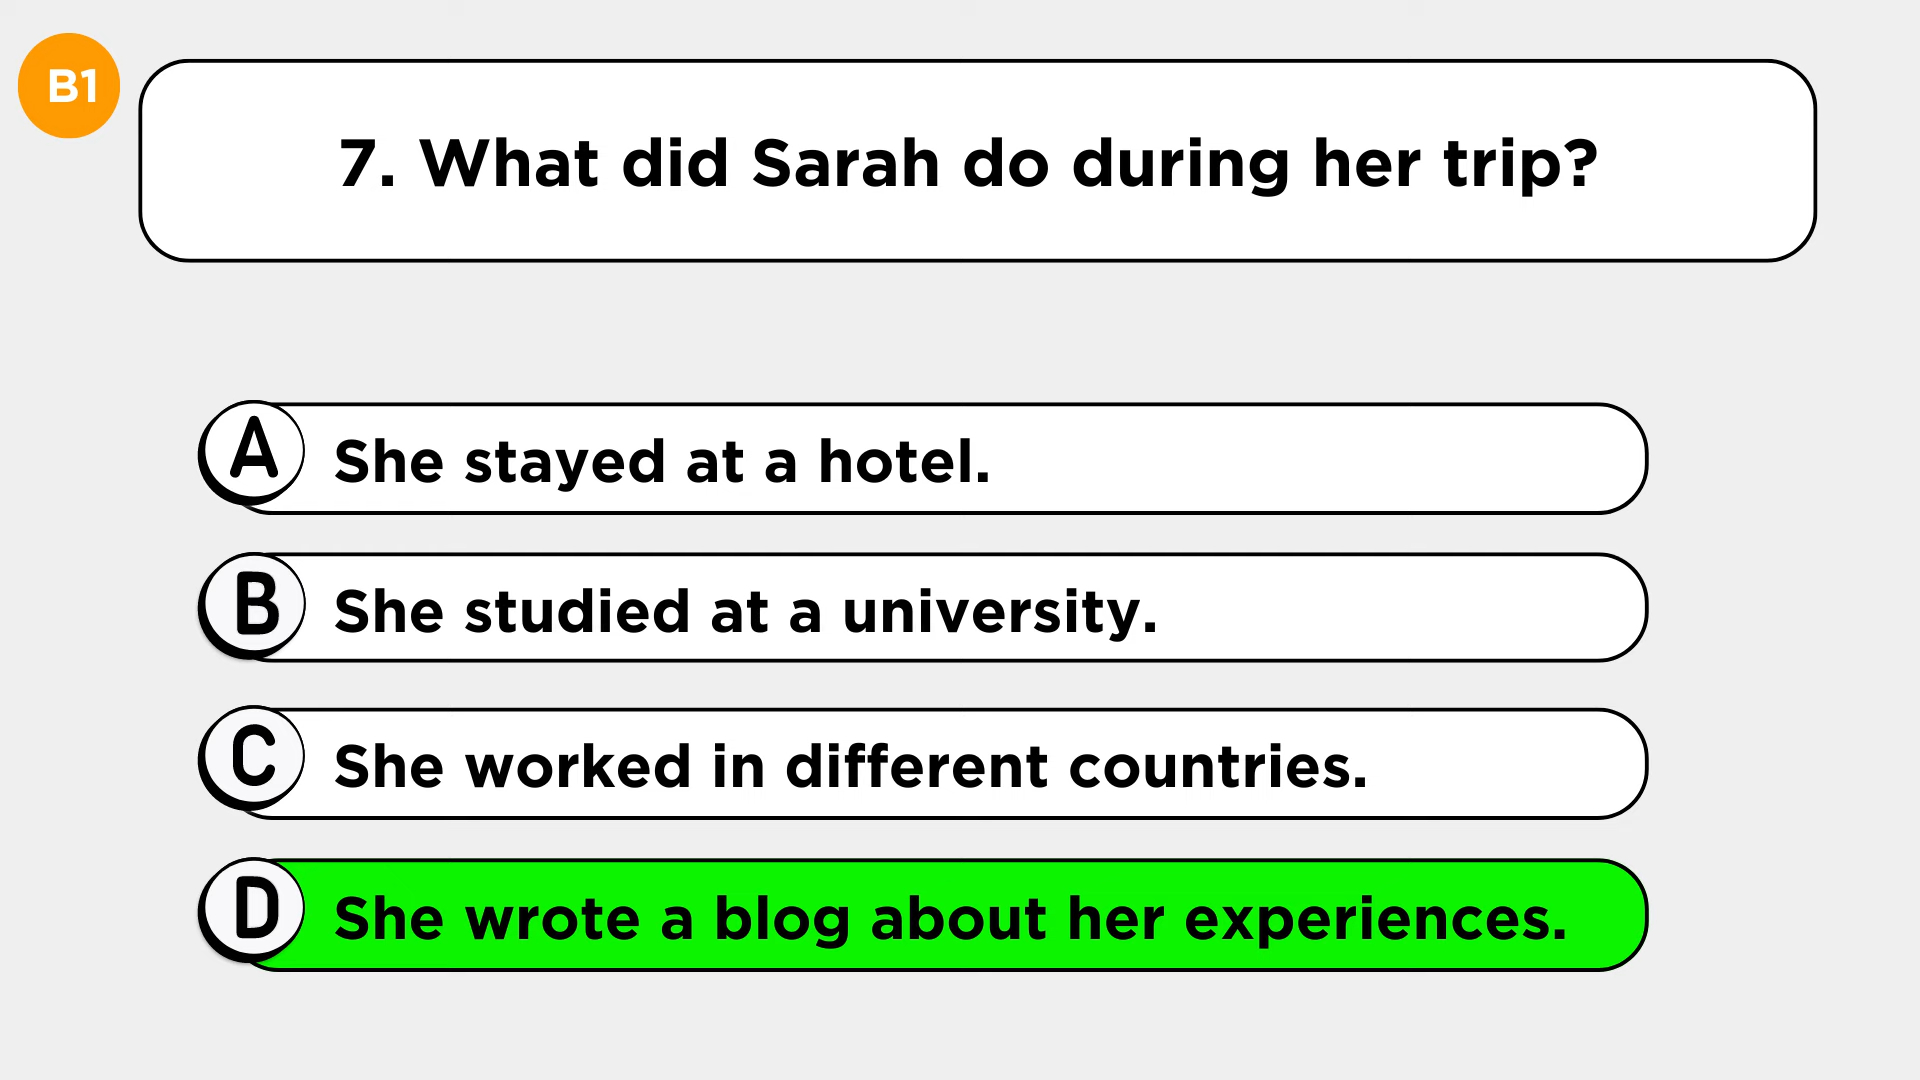 B1
7. What did Sarah do during her trip?
A She stayed at a hotel.
B She studied at a university.
C She worked in different countries.
D She wrote a blog about her experiences.